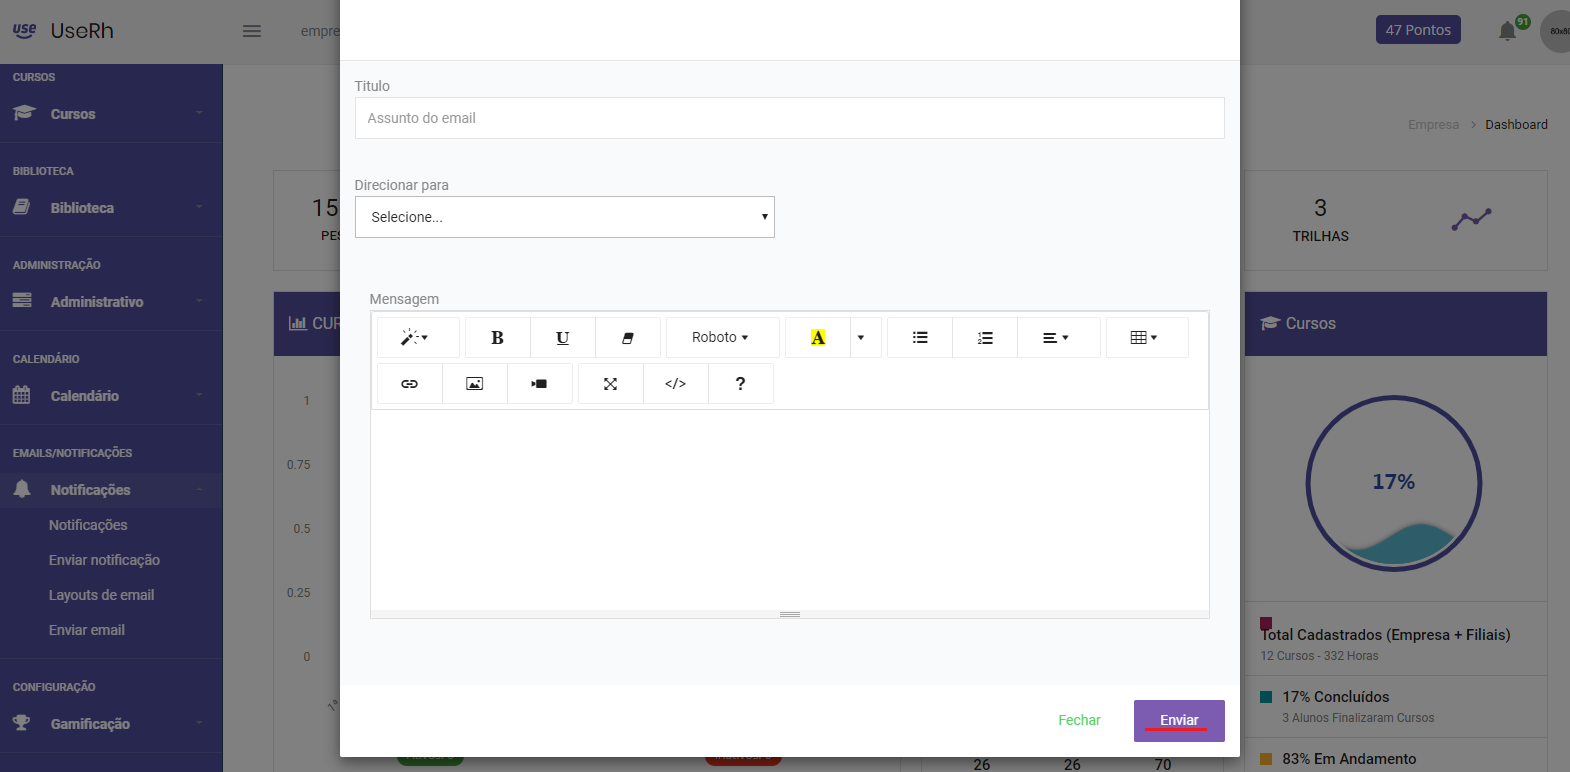 use UseRh
empre
47 Pontos
91
80x80
CURSOS
Cursos
BIBLIOTECA
Biblioteca
ADMINISTRAÇÃO
Administrativo
CALENDÁRIO
Calendário
EMAILS/NOTIFICAÇÕES
Notificações
Notificações
Enviar notificação
Layouts de email
Enviar email
CONFIGURAÇÃO
Gamificação
Titulo
Assunto do email
Direcionar para
Selecione...
Mensagem
B U Roboto A
</> ?
Fechar Enviar
Empresa > Dashboard
15
PES
3
TRILHAS
CUR
1
0.75
0.5
0.25
0
1ª
Cursos
17%
Total Cadastrados (Empresa + Filiais)
12 Cursos - 332 Horas
17% Concluídos
3 Alunos Finalizaram Cursos
83% Em Andamento
26 26 70